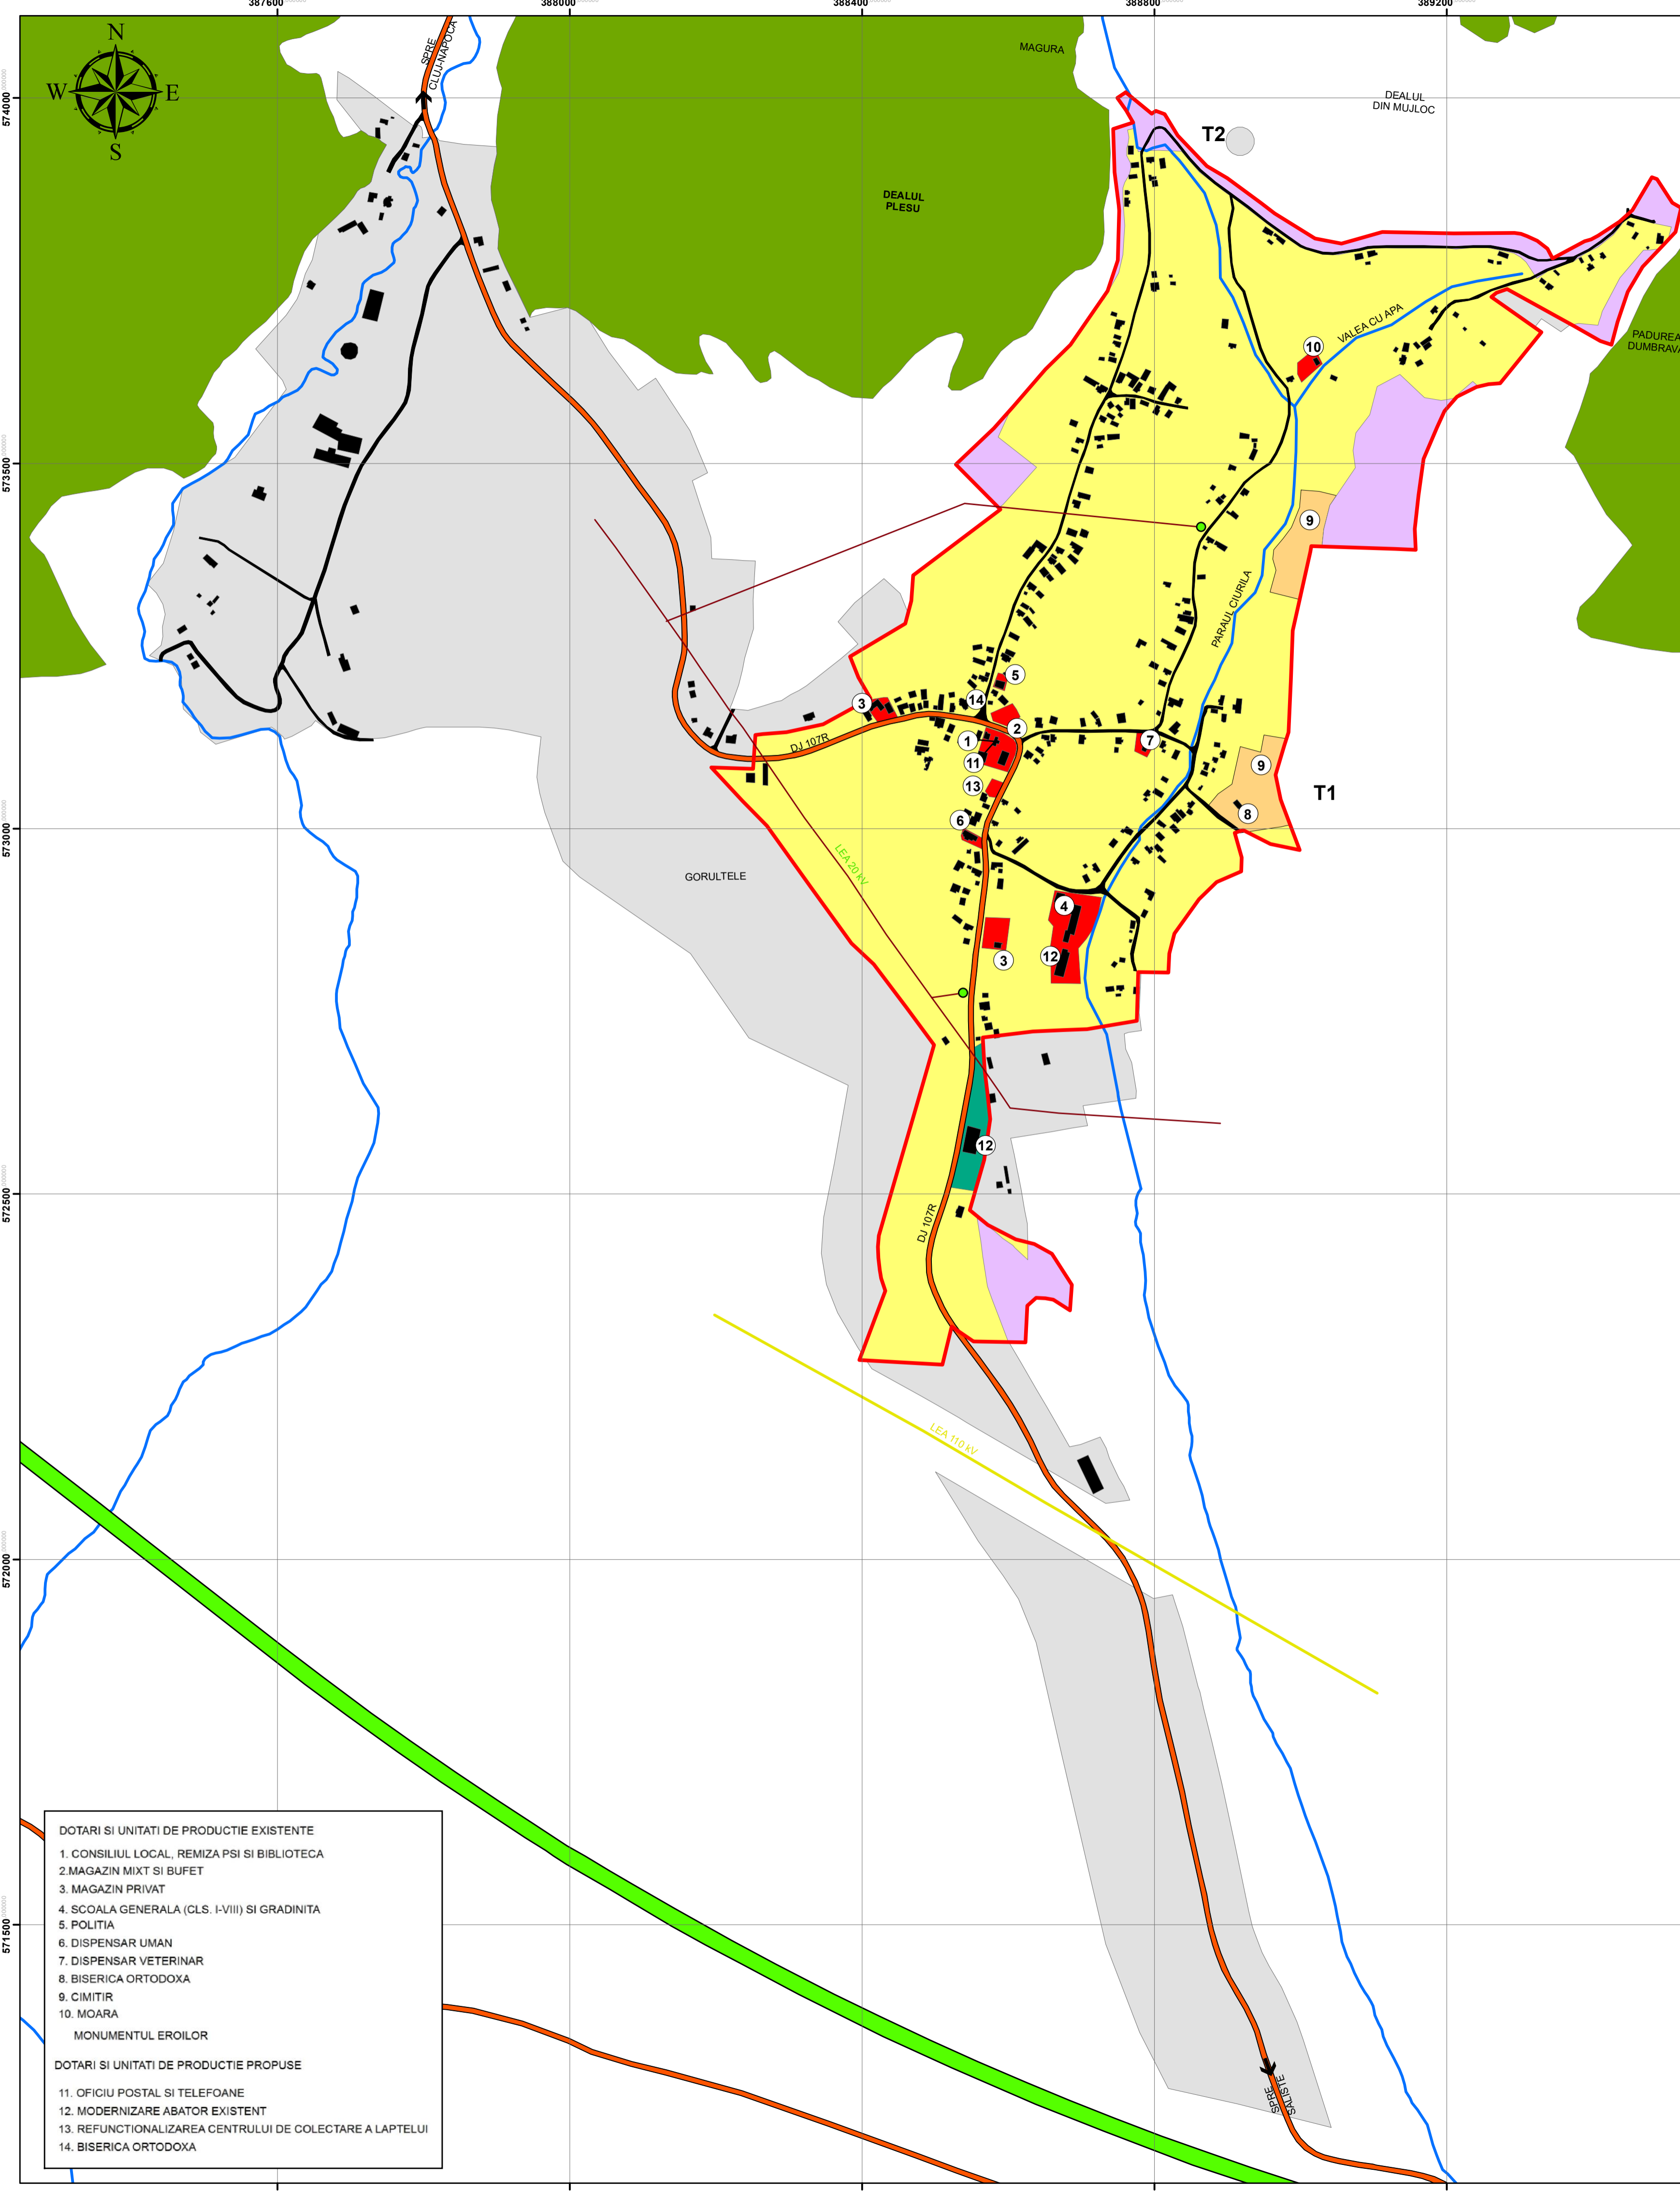 387600
388000
388400
388800
389200
574000
573500
573000
572500
572000
571500
N
W
E
S
SPRE
CLUJ-NAPOCA
MAGURA
DEALUL
DIN MUJLOC
T2
DEALUL
PLESU
VALEA CU APA
PADUREA
10
9
PARAUL CIURILA
5
14
3
2
1
7
DJ 107R
11
9
13
T1
8
6
LEA 20 kV
GORULTELE
4
12
3
12
DJ 107R
LEA 110 kV
SPRE
SALISTE
DOTARI SI UNITATI DE PRODUCTIE EXISTENTE
1. CONSILIUL LOCAL, REMIZA PSI SI BIBLIOTECA
2.MAGAZIN MIXT SI BUFET
3. MAGAZIN PRIVAT
4. SCOALA GENERALA (CLS. I-VIII) SI GRADINITA
5. POLITIA
6. DISPENSAR UMAN
7. DISPENSAR VETERINAR
8. BISERICA ORTODOXA
9. CIMITIR
10. MOARA
MONUMENTUL EROILOR
DOTARI SI UNITATI DE PRODUCTIE PROPUSE
11. OFICIU POSTAL SI TELEFOANE
12. MODERNIZARE ABATOR EXISTENT
13. REFUNCTIONALIZAREA CENTRULUI DE COLECTARE A LAPTELUI
14. BISERICA ORTODOXA